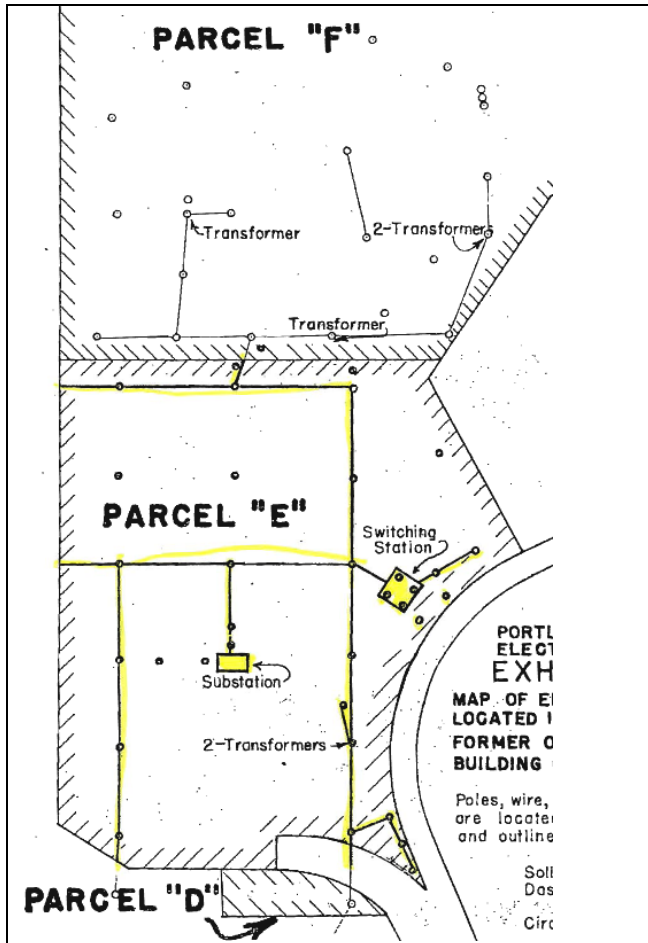 PARCEL "F"
Transformer
2-Transformers
Transformer
PARCEL "E"
Switching
Station
Substation
2-Transformers
PORTL
ELECT
EXH
MAP OF E
LOCATED
FORMER O
BUILDING
Poles, wire,
are locate
and outline
Soli
Das
Circ
PARCEL "D"